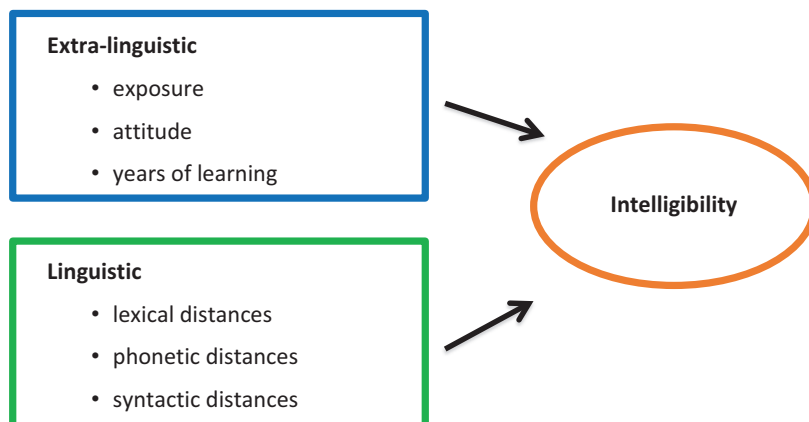 Extra-linguistic
• exposure
• attitude
• years of learning
Intelligibility
Linguistic
• lexical distances
• phonetic distances
• syntactic distances